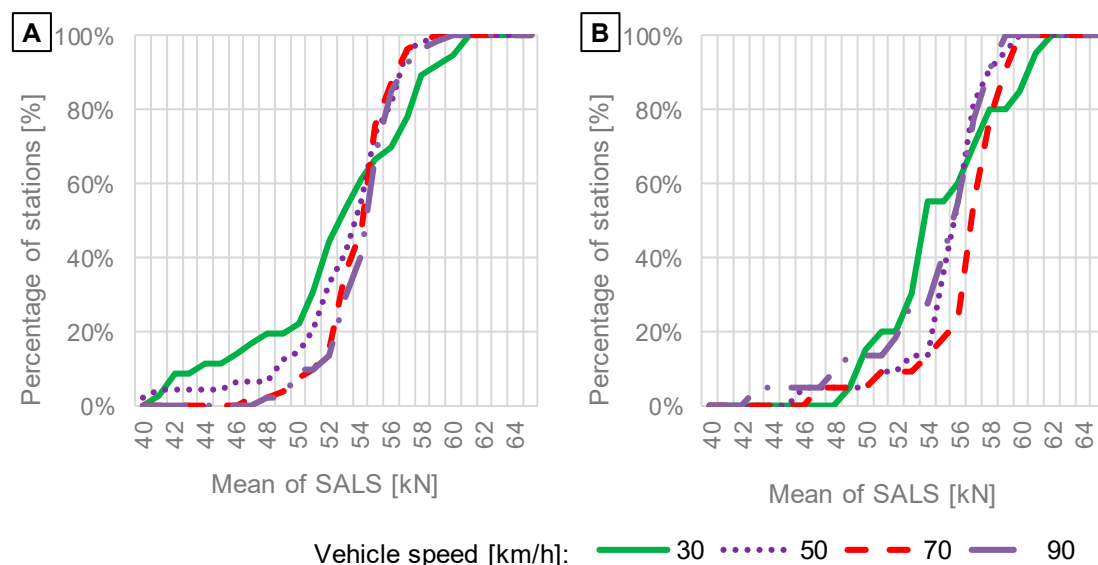 A
B
Percentage of stations [%]
100%
80%
60%
40%
20%
0%
40 42 44 46 48 50 52 54 56 58 60 62 64
Mean of SALS [kN]
Percentage of stations [%]
100%
80%
60%
40%
20%
0%
40 42 44 46 48 50 52 54 56 58 60 62 64
Mean of SALS [kN]
Vehicle speed [km/h]: 30 50 70 90